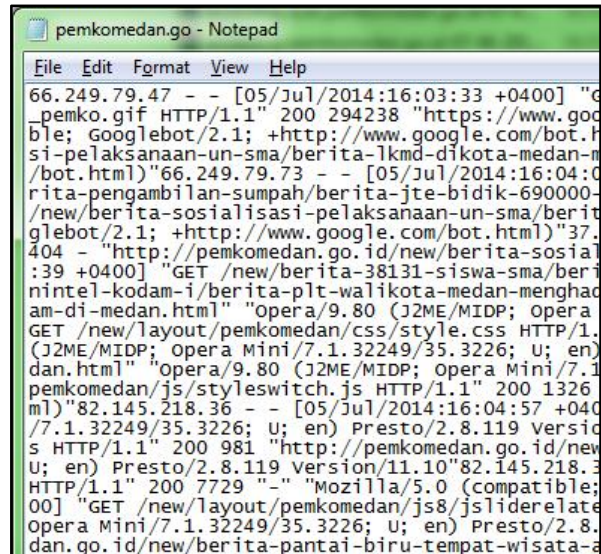 pemkomedan.go - Notepad
File Edit Format View Help
66.249.79.47 - - [05/Jul/2014:16:03:33 +0400] "G
_pemko.gif HTTP/1.1" 200 294238 "https://www.goo
ble; Googlebot/2.1; +http://www.google.com/bot.h
si-pelaksanaan-un-sma/berita-lkmd-dikota-medan-m
/bot.html)"66.249.79.73 - - [05/Jul/2014:16:04:0
rita-pengambilan-sumpah/berita-jte-bidik-690000-
/new/berita-sosialisasi-pelaksanaan-un-sma/berit
glebot/2.1; +http://www.google.com/bot.html)"37.
404 - "http://pemkomedan.go.id/new/berita-sosial
:39 +0400] "GET /new/berita-38131-siswa-sma/beri
nintel-kodam-i/berita-plt-walikota-medan-menghad
am-di-medan.html" "Opera/9.80 (J2ME/MIDP; Opera
GET /new/layout/pemkomedan/css/style.css HTTP/1.
(J2ME/MIDP; Opera Mini/7.1.32249/35.3226; U; en)
dan.html" "Opera/9.80 (J2ME/MIDP; Opera Mini/7.1
pemkomedan/js/styleswitch.js HTTP/1.1" 200 1326
ml)"82.145.218.36 - - [05/Jul/2014:16:04:57 +040
/7.1.32249/35.3226; U; en) Presto/2.8.119 Versio
s HTTP/1.1" 200 981 "http://pemkomedan.go.id/new
U; en) Presto/2.8.119 Version/11.10"82.145.218.3
HTTP/1.1" 200 7729 "-" "Mozilla/5.0 (compatible;
00] "GET /new/layout/pemkomedan/js8/jsliderelate
Opera Mini/7.1.32249/35.3226; U; en) Presto/2.8.
dan.go.id/new/berita-pantai-biru-tempat-wisata-a